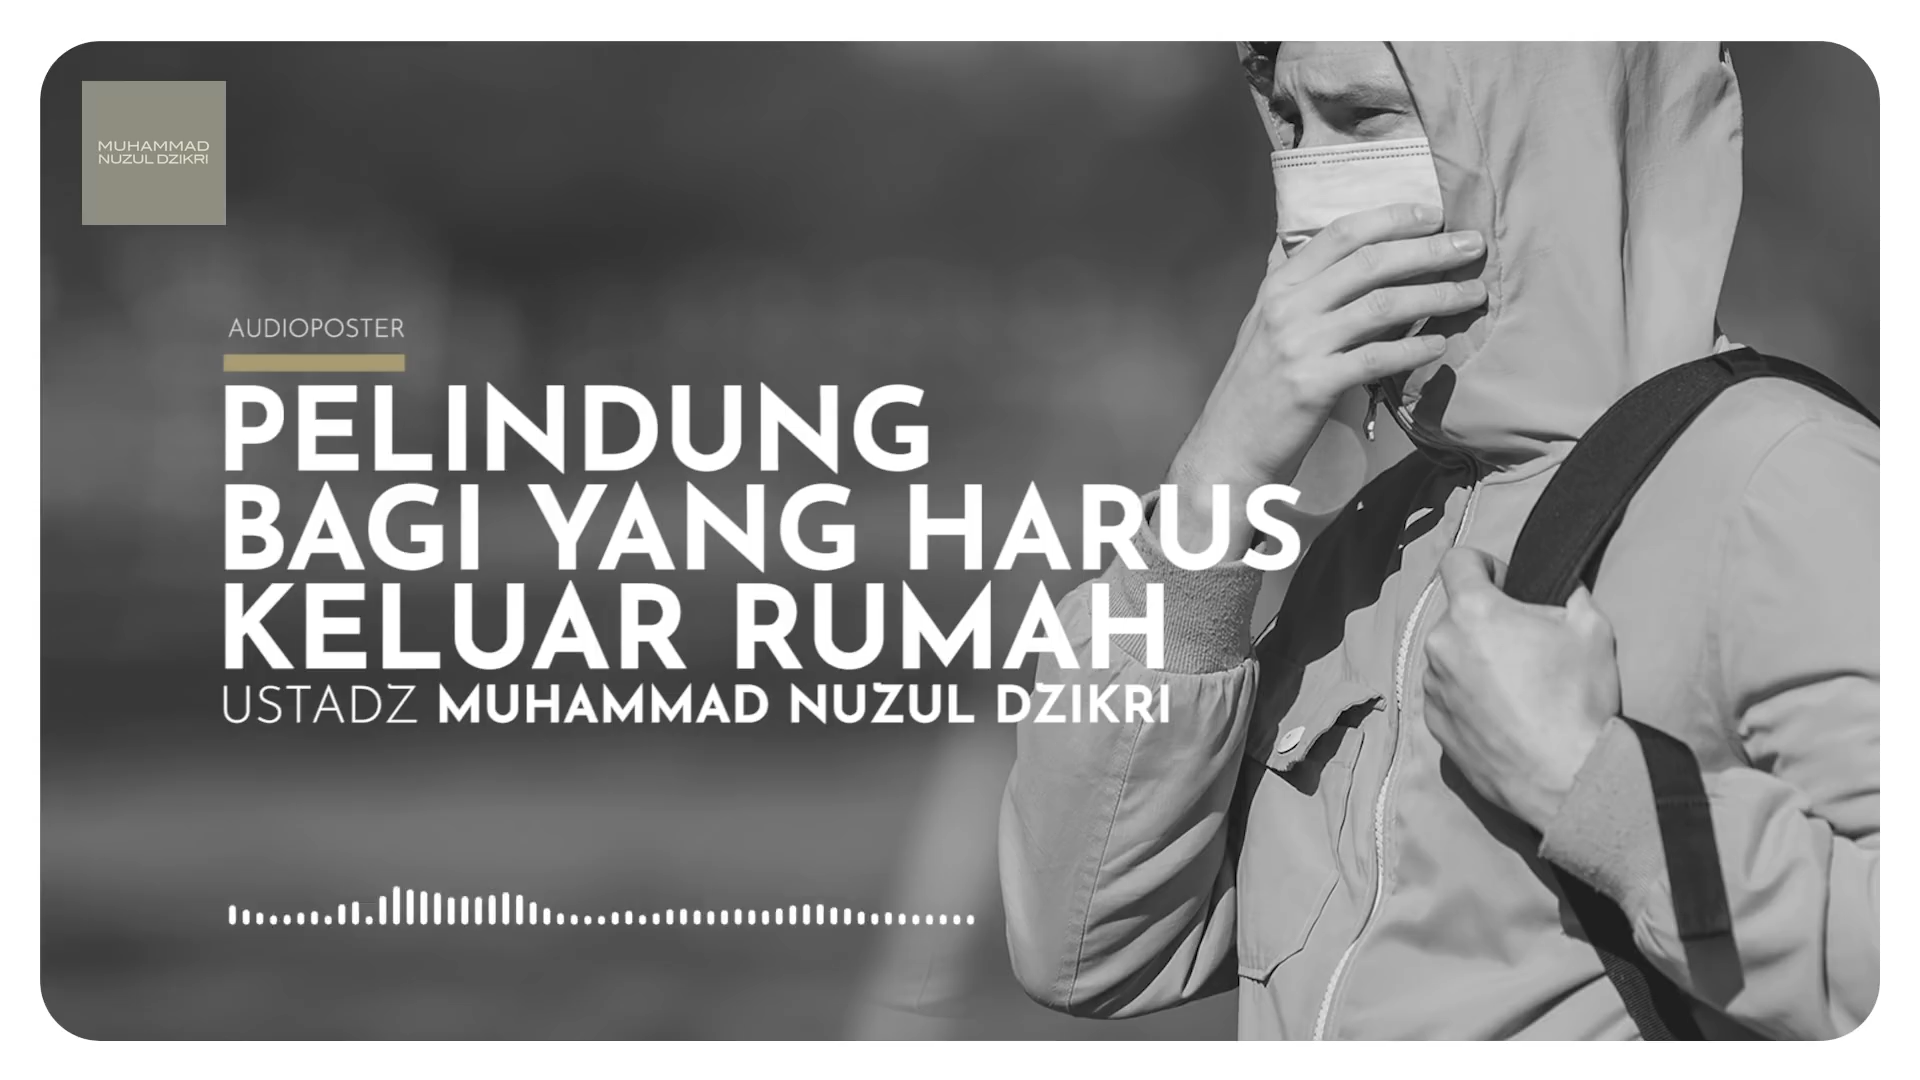 MUHAMMAD
NUZUL DZIKRI
AUDIOPOSTER
PELINDUNG
BAGI YANG HARUS
KELUAR RUMAH
USTADZ MUHAMMAD NUZUL DZIKRI